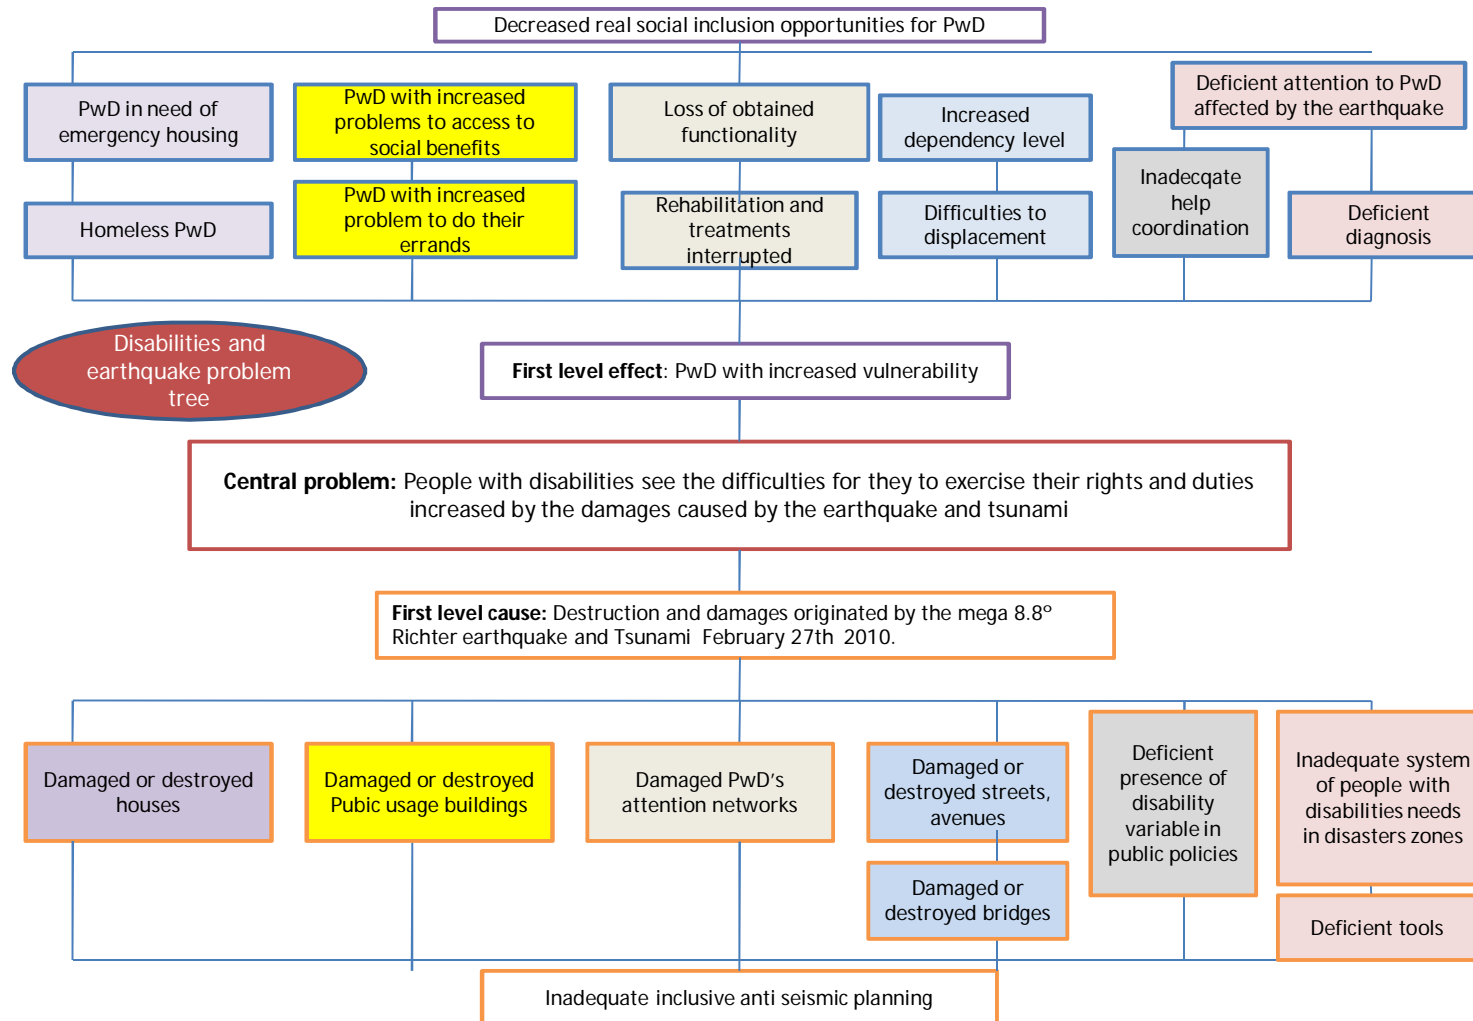 Decreased real social inclusion opportunities for PwD
PwD in need of
emergency housing
PwD with increased
problems to access to
social benefits
Loss of obtained
functionality
Increased
dependency level
Deficient attention to PwD
affected by the earthquake
Homeless PwD
PwD with increased
problem to do their
errands
Rehabilitation and
treatments
interrupted
Difficulties to
displacement
Inadecqate
help
coordination
Deficient
diagnosis
Disabilities and
earthquake problem
tree
First level effect: PwD with increased vulnerability
Central problem: People with disabilities see the difficulties for they to exercise their rights and duties
increased by the damages caused by the earthquake and tsunami
First level cause: Destruction and damages originated by the mega 8.8º
Richter earthquake and Tsunami February 27th 2010.
Damaged or destroyed
houses
Damaged or destroyed
Pubic usage buildings
Damaged PwD’s
attention networks
Damaged or
destroyed streets,
avenues
Deficient
presence of
disability
variable in
public policies
Inadequate system
of people with
disabilities needs
in disasters zones
Damaged or
destroyed bridges
Deficient tools
Inadequate inclusive anti seismic planning